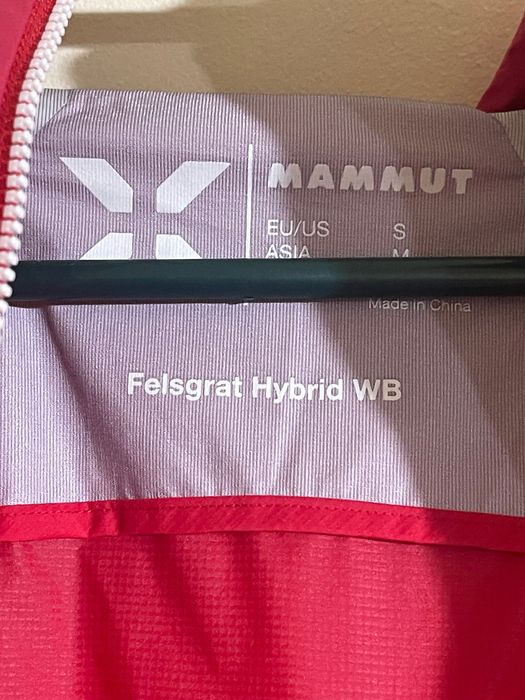 MAMMUT
EU/US S
ASIA M
Made in China
Felsgrat Hybrid WB